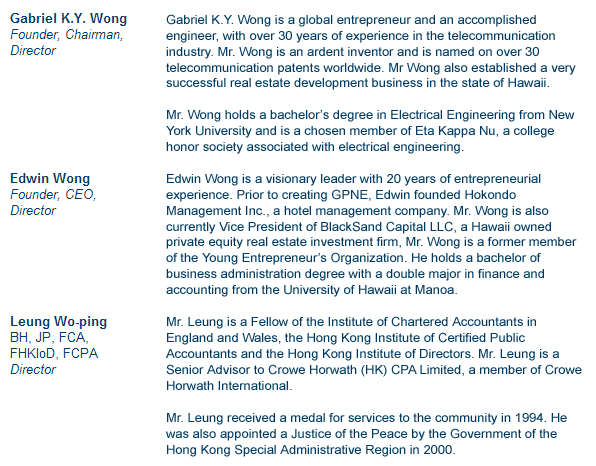 Gabriel K.Y. Wong
Founder, Chairman,
Director
Gabriel K.Y. Wong is a global entrepreneur and an accomplished
engineer, with over 30 years of experience in the telecommunication
industry. Mr. Wong is an ardent inventor and is named on over 30
telecommunication patents worldwide. Mr Wong also established a very
successful real estate development business in the state of Hawaii.
Mr. Wong holds a bachelor's degree in Electrical Engineering from New
York University and is a chosen member of Eta Kappa Nu, a college
honor society associated with electrical engineering.
Edwin Wong
Founder, CEO,
Director
Edwin Wong is a visionary leader with 20 years of entrepreneurial
experience. Prior to creating GPNE, Edwin founded Hokondo
Management Inc., a hotel management company. Mr. Wong is also
currently Vice President of BlackSand Capital LLC, a Hawaii owned
private equity real estate investment firm, Mr. Wong is a former member
of the Young Entrepreneur's Organization. He holds a bachelor of
business administration degree with a double major in finance and
accounting from the University of Hawaii at Manoa.
Leung Wo-ping
BH, JP, FCA,
FHKIoD, FCPA
Director
Mr. Leung is a Fellow of the Institute of Chartered Accountants in
England and Wales, the Hong Kong Institute of Certified Public
Accountants and the Hong Kong Institute of Directors. Mr. Leung is a
Senior Advisor to Crowe Horwath (HK) CPA Limited, a member of Crowe
Horwath International.
Mr. Leung received a medal for services to the community in 1994. He
was also appointed a Justice of the Peace by the Government of the
Hong Kong Special Administrative Region in 2000.